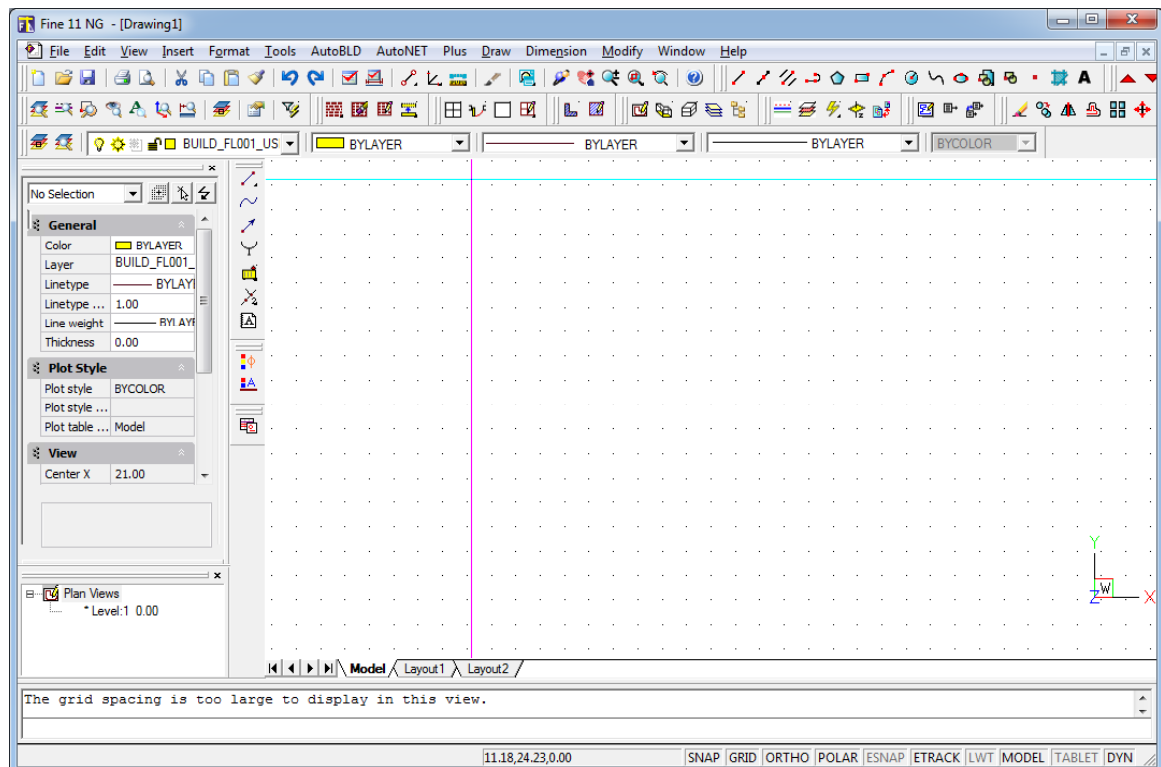 Fine 11 NG - [Drawing1]
File Edit View Insert Format Tools AutoBLD AutoNET Plus Draw Dimension Modify Window Help
BUILD_FL001_US BYLAYER BYLAYER BYLAYER BYCOLOR
No Selection
General
Color BYLAYER
Layer BUILD_FL001_
Linetype BYLAYI
Linetype ... 1.00
Line weight BYLAYI
Thickness 0.00
Plot Style
Plot style BYCOLOR
Plot style ...
Plot table ... Model
View
Center X 21.00
Plan Views
* Level:1 0.00
Y
W
Z X
Model Layout1 Layout2
The grid spacing is too large to display in this view.
11.18,24.23,0.00 SNAP GRID ORTHO POLAR ESNAP ETRACK LWT MODEL TABLET DYN